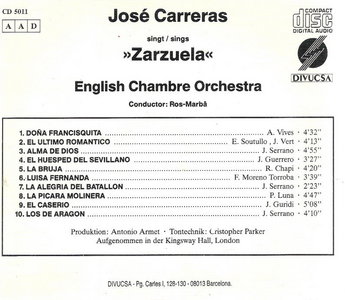 CD 5011
A A D
José Carreras
singt / sings
»Zarzuela«
English Chambre Orchestra
Conductor: Ros-Marbà
COMPACT
disc
DIGITAL AUDIO
DIVUCSA
1. DOÑA FRANCISQUITA A. Vives · 4'32"
2. EL ULTIMO ROMANTICO E. Soutullo , J. Vert · 4'13"
3. ALMA DE DIOS J. Serrano · 4'55"
4. EL HUESPED DEL SEVILLANO J. Guerrero · 3'27"
5. LA BRUJA R. Chapi · 4'20"
6. LUISA FERNANDA F. Moreno Torroba · 3'39"
7. LA ALEGRIA DEL BATALLON J. Serrano · 2'23"
8. LA PICARA MOLINERA P. Luna · 4'47"
9. EL CASERIO J. Guridi · 5'08"
10. LOS DE ARAGON J. Serrano · 4'10"
Produktion: Antonio Armet · Tontechnik: Cristopher Parker
Aufgenommen in der Kingsway Hall, London
DIVUCSA - Pg. Carles I, 128-130 - 08013 Barcelona.